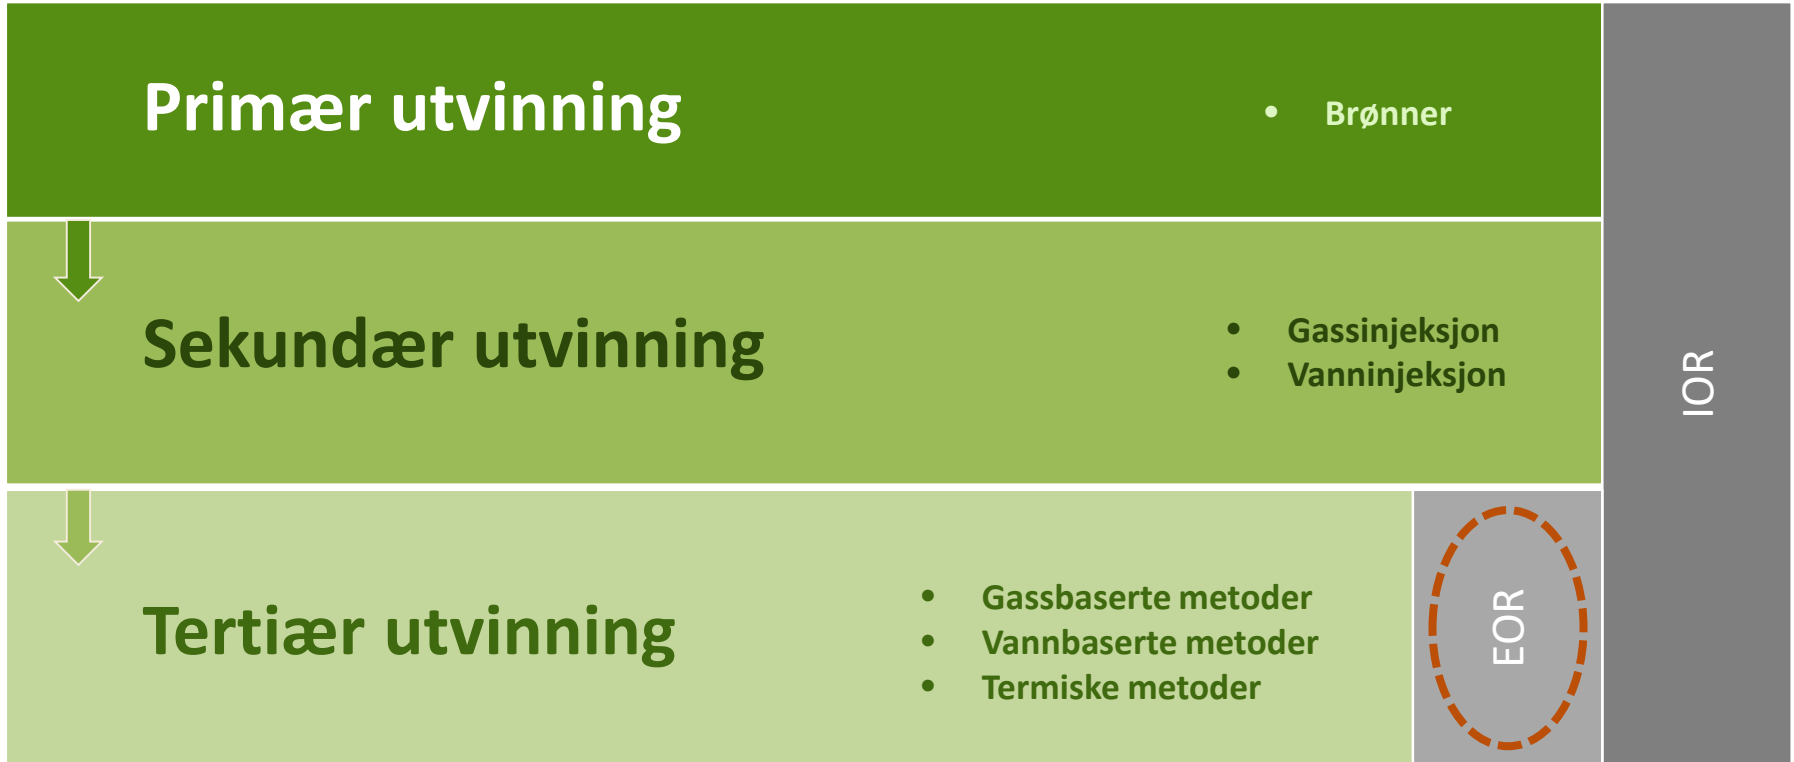 Primær utvinning
• Brønner
Sekundær utvinning
• Gassinjeksjon
• Vanninjeksjon
Tertiær utvinning
• Gassbaserte metoder
• Vannbaserte metoder
• Termiske metoder
EOR
IOR